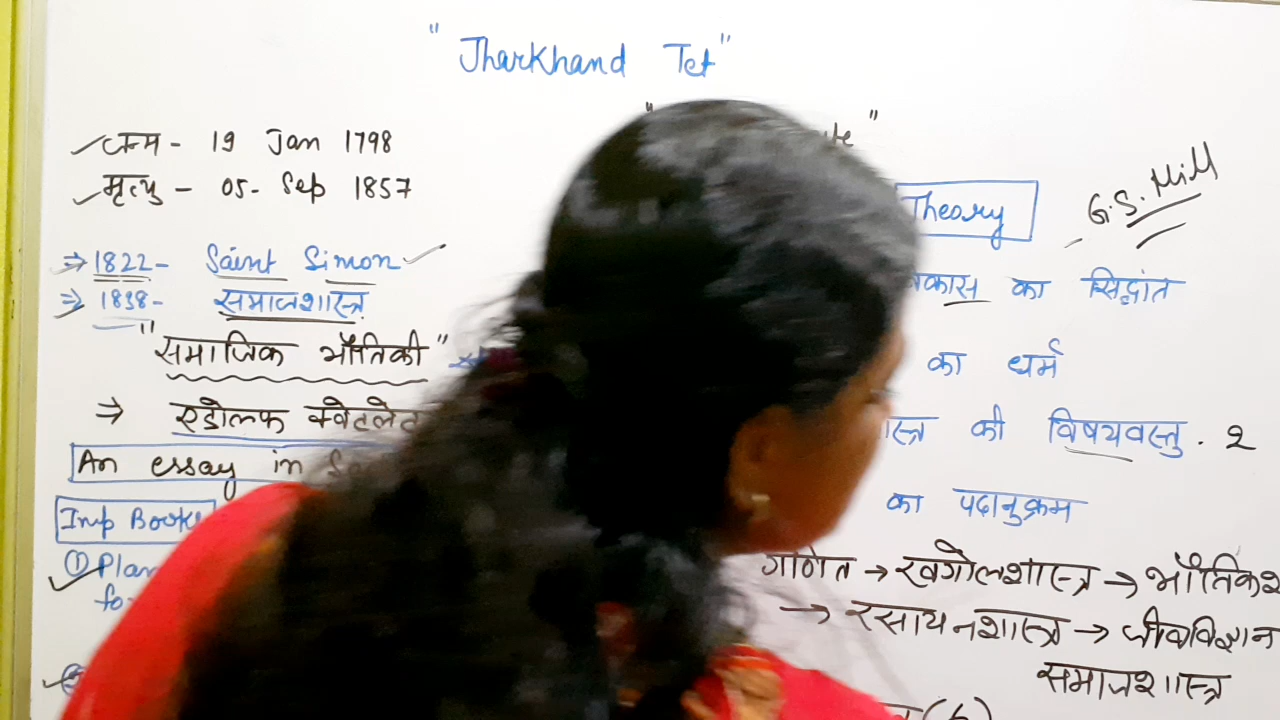 "Jharkhand Tet"
जन्म - 19 Jan 1798
मृत्यु - 05- Sep 1857
⇒ 1822- Saint Simon
⇒ 1838- समाजशास्त्र
"समाजिक भौतिकी"
⇒ एडोल्फ क्वेटलेट
An essay in
Imp Books
① Plan
Theory
G.S. Mill
का सिद्धांत
का धर्म
की विषयवस्तु. २
का पदानुक्रम
गणित → खगोलशास्त्र →
→ रसायनशास्त्र → जीवविज्ञान
समाजशास्त्र